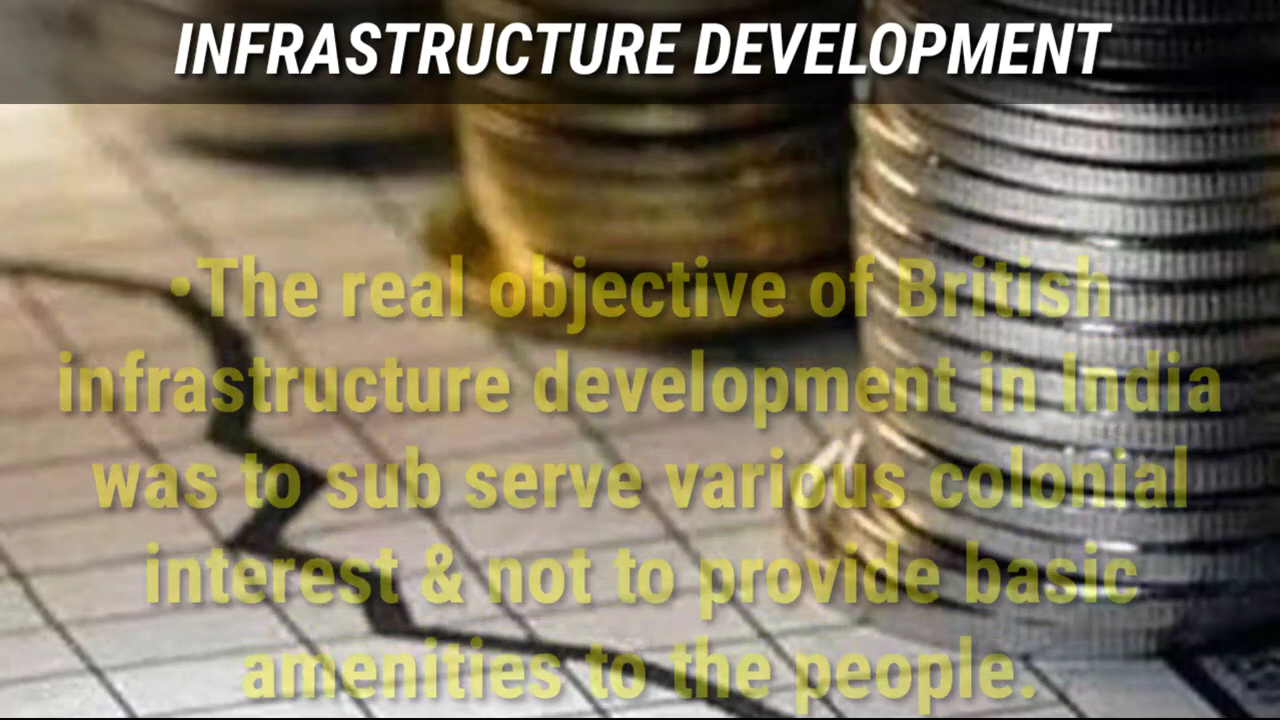 INFRASTRUCTURE DEVELOPMENT
•The real objective of British
infrastructure development in India
was to sub serve various colonial
interest & not to provide basic
amenities to the people.